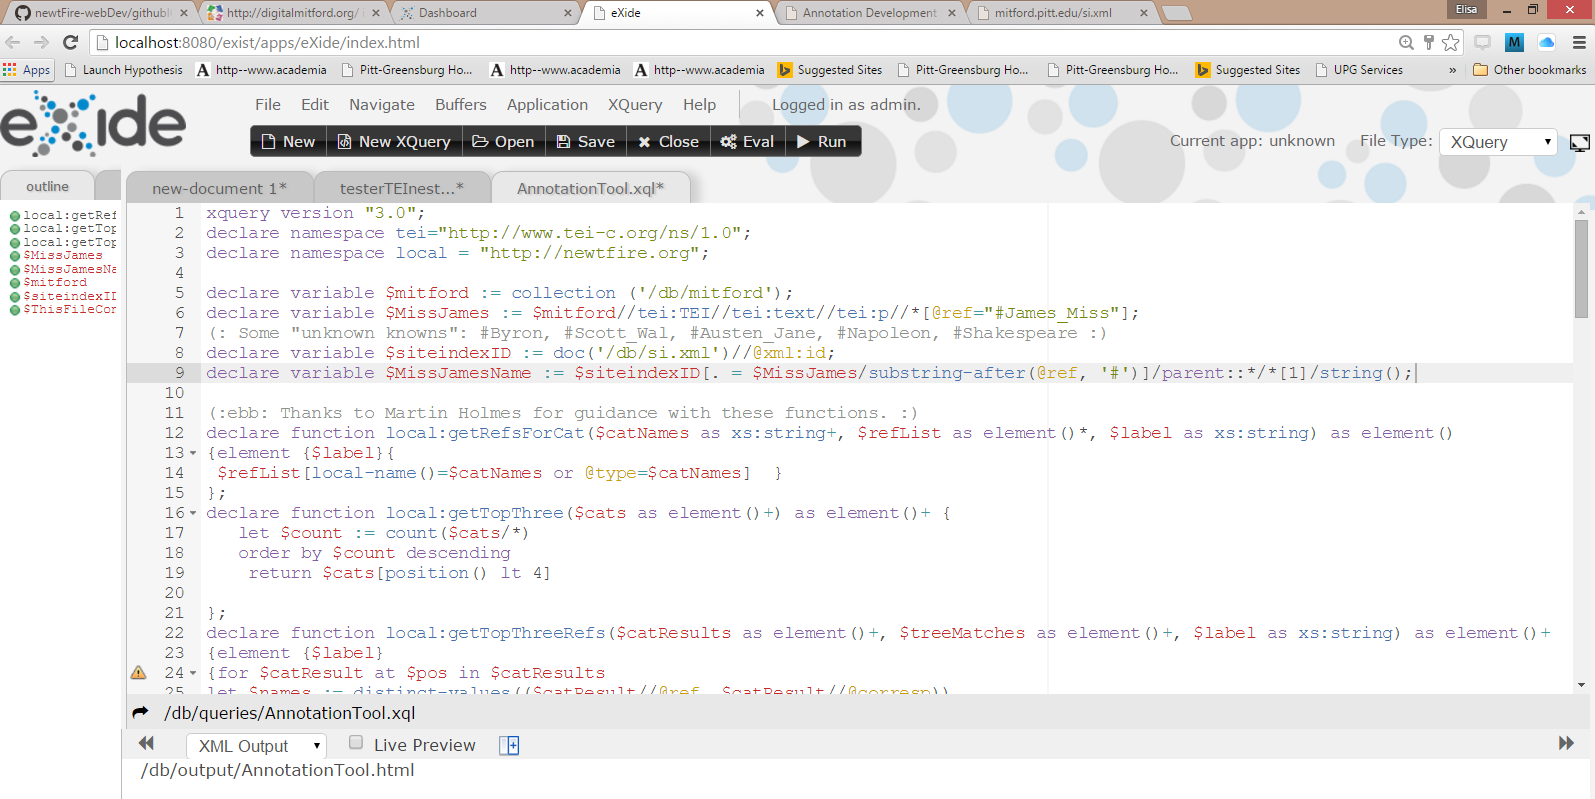 newtFire-webDev/github
http://digitalmitford.org/
Dashboard
eXide
Annotation Development
mitford.pitt.edu/si.xml
Elisa
localhost:8080/exist/apps/eXide/index.html
M
Apps
Launch Hypothesis
A http--www.academia
Pitt-Greensburg Ho...
A http--www.academia
A http--www.academia
Suggested Sites
Pitt-Greensburg Ho...
Pitt-Greensburg Ho...
Suggested Sites
UPG Services
»
Other bookmarks
eXide
File Edit Navigate Buffers Application XQuery Help
Logged in as admin.
New
New XQuery
Open
Save
Close
Eval
Run
Current app: unknown
File Type:
XQuery
outline
new-document 1*
testerTEInest...*
AnnotationTool.xql*
local:getRef
local:getTop
local:getTop
$MissJames
$MissJamesNa
$mitford
$siteindexID
$ThisFileCor
1 xquery version "3.0";
2 declare namespace tei="http://www.tei-c.org/ns/1.0";
3 declare namespace local = "http://newtfire.org";
4
5 declare variable $mitford := collection ('/db/mitford');
6 declare variable $MissJames := $mitford//tei:TEI//tei:text//tei:p//*[@ref="#James_Miss"];
7 (: Some "unknown knowns": #Byron, #Scott_Wal, #Austen_Jane, #Napoleon, #Shakespeare :)
8 declare variable $siteindexID := doc('/db/si.xml')//@xml:id;
9 declare variable $MissJamesName := $siteindexID[. = $MissJames/substring-after(@ref, '#')]/parent::*/*[1]/string();
10
11 (:ebb: Thanks to Martin Holmes for guidance with these functions. :)
12 declare function local:getRefsForCat($catNames as xs:string+, $refList as element()*, $label as xs:string) as element()
13 {element {$label}{
14 $refList[local-name()=$catNames or @type=$catNames] }
15 };
16 declare function local:getTopThree($cats as element()+) as element()+ {
17 let $count := count($cats/*)
18 order by $count descending
19 return $cats[position() lt 4]
20
21 };
22 declare function local:getTopThreeRefs($catResults as element()+, $treeMatches as element()+, $label as xs:string) as element()+
23 {element {$label}
24 {for $catResult at $pos in $catResults
25 let $names := distinct-values(($catResult//@ref, $catResult//@corresp))
/db/queries/AnnotationTool.xql
XML Output
Live Preview
/db/output/AnnotationTool.html